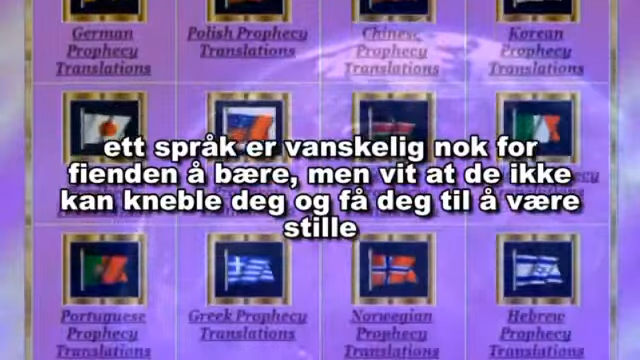 German Prophecy Translations
Polish Prophecy Translations
Chinese Prophecy Translations
Korean Prophecy Translations
ett språk er vanskelig nok for
fienden å bære, men vit at de ikke
kan kneble deg og få deg til å være
stille
Portuguese Prophecy Translations
Greek Prophecy Translations
Norwegian Prophecy Translations
Hebrew Prophecy Translations